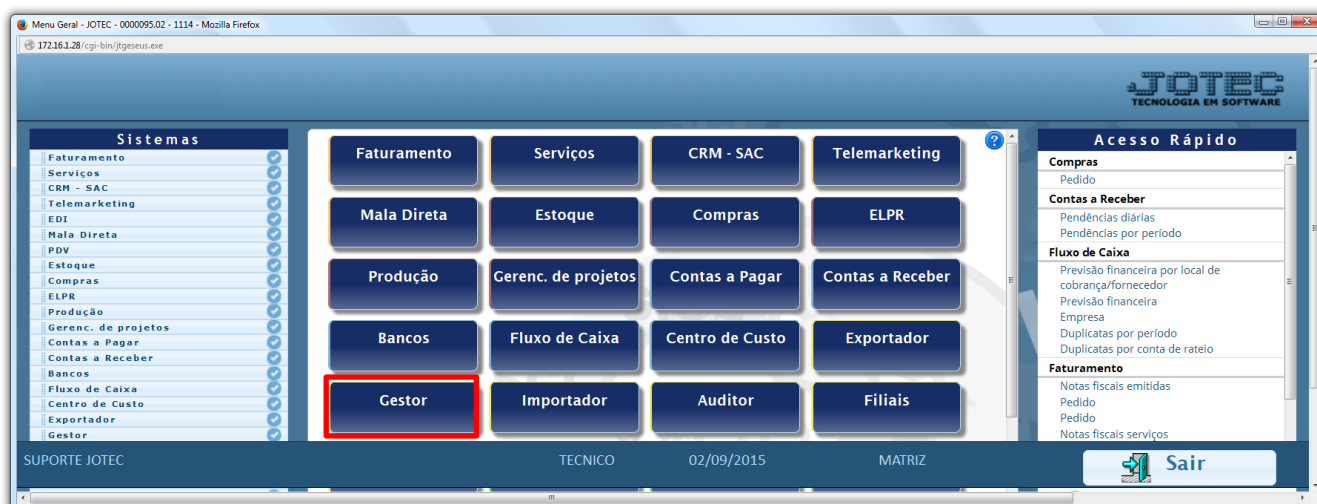 Menu Geral - JOTEC - 0000095.02 - 1114 - Mozilla Firefox
172.16.1.28/cgi-bin/jtgeseus.exe
JOTEC
TECNOLOGIA EM SOFTWARE
Sistemas
Faturamento
Serviços
CRM - SAC
Telemarketing
EDI
Mala Direta
PDV
Estoque
Compras
ELPR
Produção
Gerenc. de projetos
Contas a Pagar
Contas a Receber
Bancos
Fluxo de Caixa
Centro de Custo
Exportador
Gestor
Faturamento Serviços CRM - SAC Telemarketing
Mala Direta Estoque Compras ELPR
Produção Gerenc. de projetos Contas a Pagar Contas a Receber
Bancos Fluxo de Caixa Centro de Custo Exportador
Gestor Importador Auditor Filiais
?
Acesso Rápido
Compras
Pedido
Contas a Receber
Pendências diárias
Pendências por período
Fluxo de Caixa
Previsão financeira por local de
cobrança/fornecedor
Previsão financeira
Empresa
Duplicatas por período
Duplicatas por conta de rateio
Faturamento
Notas fiscais emitidas
Pedido
Pedido
Notas fiscais serviços
SUPORTE JOTEC TECNICO 02/09/2015 MATRIZ Sair